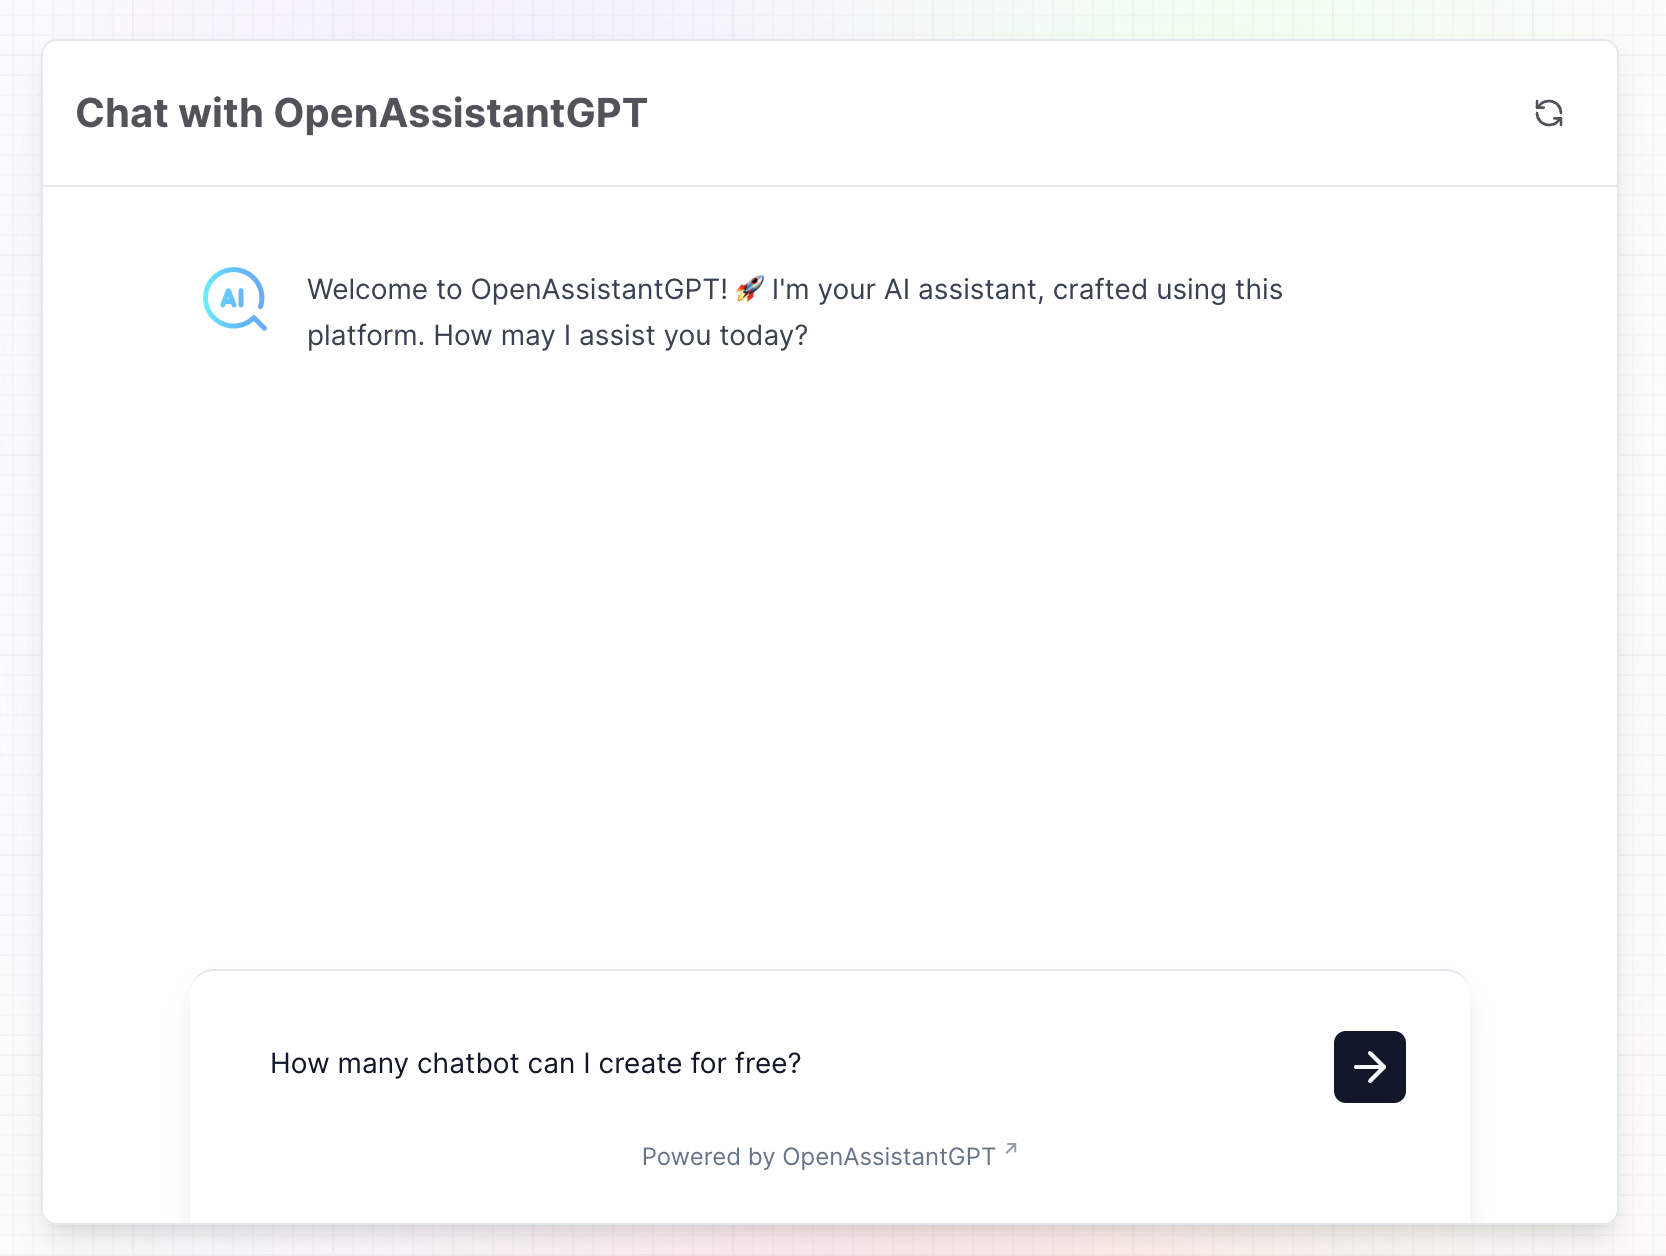 Chat with OpenAssistantGPT
AI
Welcome to OpenAssistantGPT! 🚀 I'm your AI assistant, crafted using this
platform. How may I assist you today?
How many chatbot can I create for free?
Powered by OpenAssistantGPT ↗